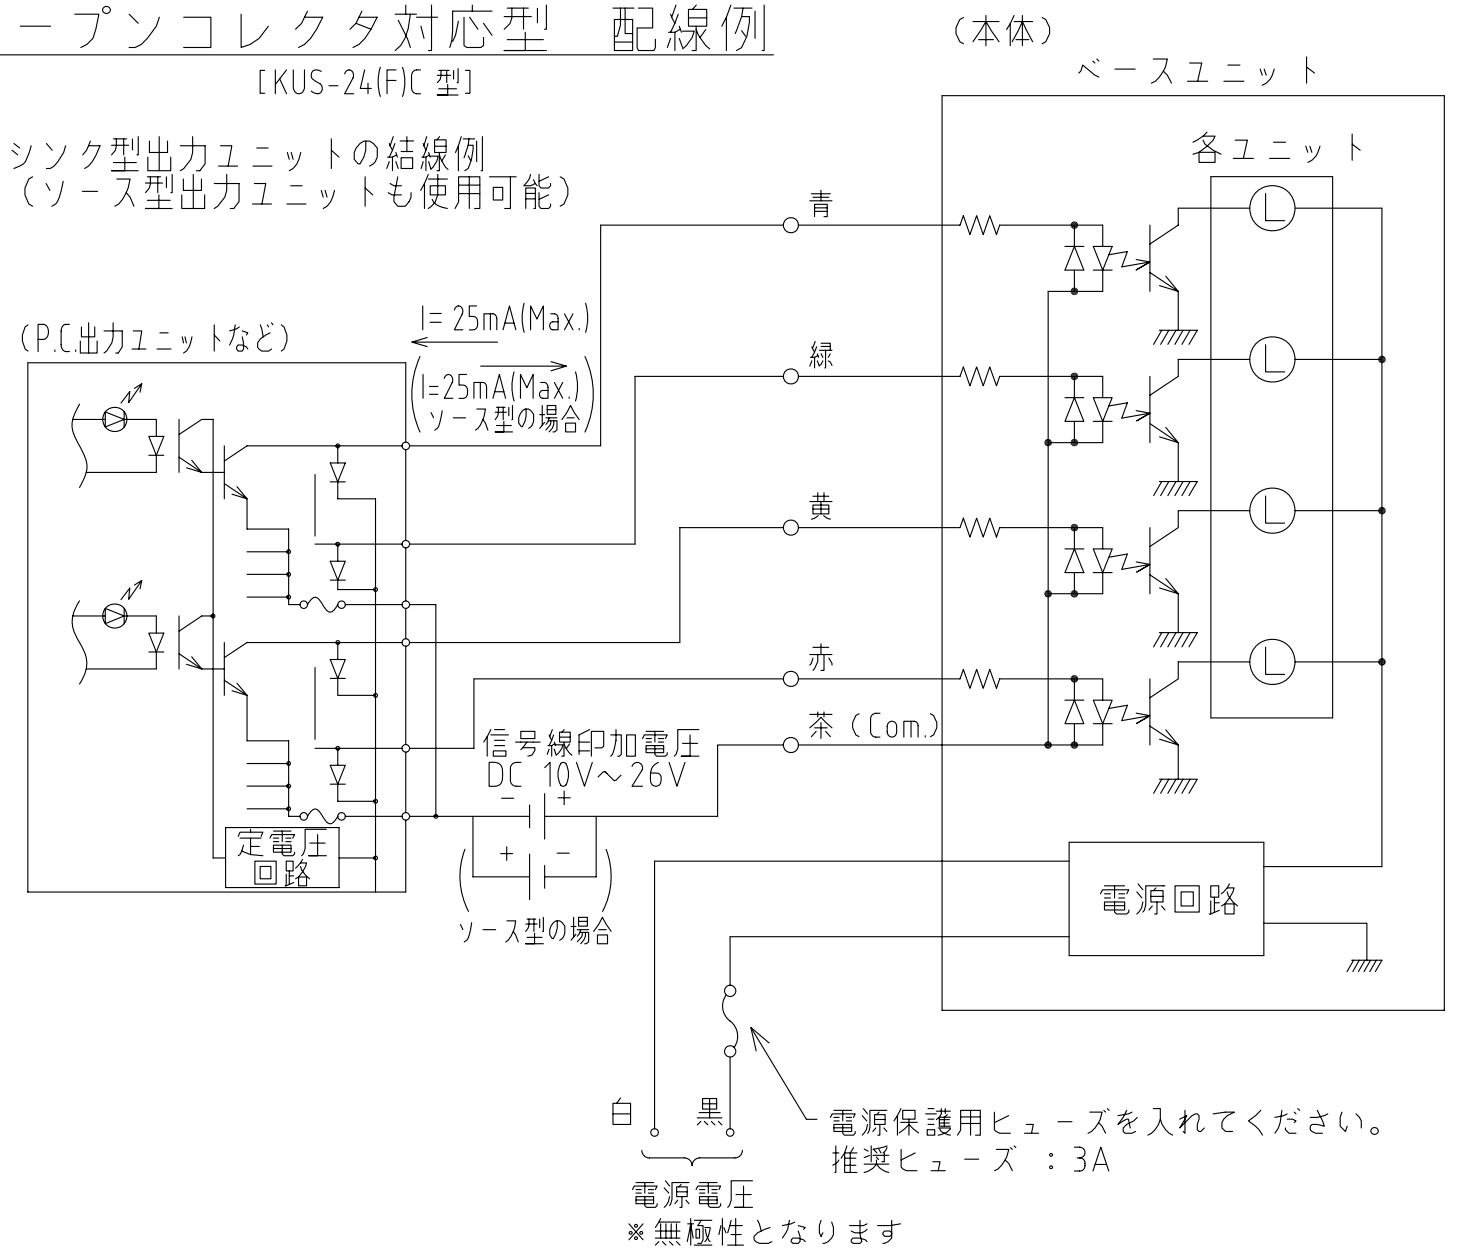 ープンコレクタ対応型 配線例
[KUS-24(F)C 型]
シンク型出力ユニットの結線例
(ソース型出力ユニットも使用可能)
(本体)
ベースユニット
各ユニット
L
L
L
L
青
緑
黄
赤
茶 (Com.)
(P.C.出力ユニットなど)
I= 25mA(Max.)
(I=25mA(Max.)
ソース型の場合)
信号線印加電圧
DC 10V~26V
- +
(+ -)
ソース型の場合
定電圧
回路
電源回路
白
黒
電源電圧
※無極性となります
電源保護用ヒューズを入れてください。
推奨ヒューズ : 3A